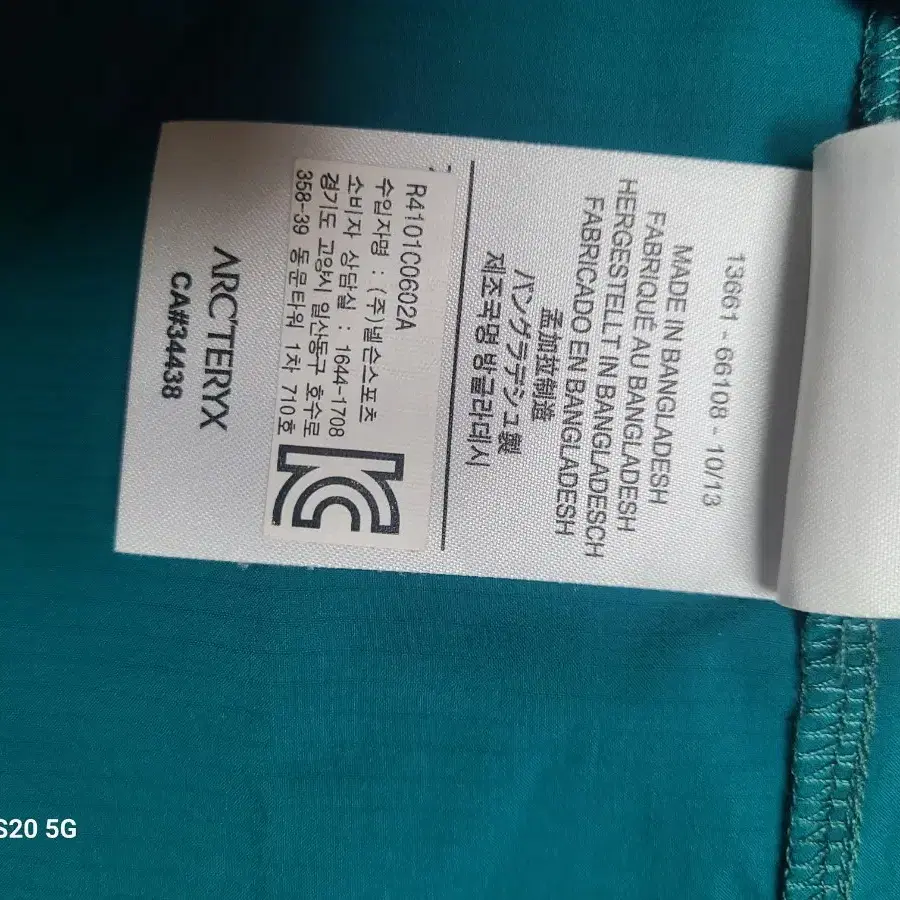 13661 - 66108 - 10/13
MADE IN BANGLADESH
FABRIQUÉ AU BANGLADESH
HERGESTELLT IN BANGLADESCH
FABRICADO EN BANGLADESH
孟加拉制造
バングラデシュ製
제조국명 방글라데시
R4101C0602A
수입자명 : (주)넬슨스포츠
소비자 상담실 : 1644-1708
경기도 고양시 일산동구 호수로
358-39 동문타워 1차 710호
ARC'TERYX
CA#34438
S20 5G